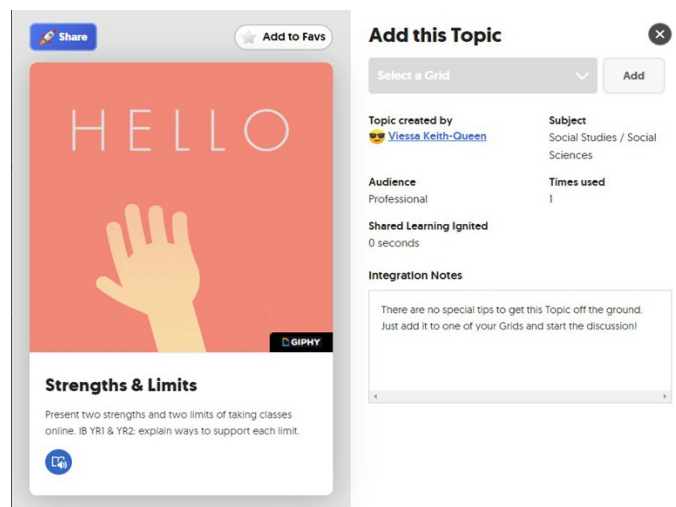 Share
Add to Favs
HELLO
GIPHY
Strengths & Limits
Present two strengths and two limits of taking classes
online. IB YR1 & YR2: explain ways to support each limit.
Add this Topic
Select a Grid
Add
Topic created by
Viessa Keith-Queen
Subject
Social Studies / Social
Sciences
Audience
Professional
Times used
1
Shared Learning Ignited
0 seconds
Integration Notes
There are no special tips to get this Topic off the ground.
Just add it to one of your Grids and start the discussion!